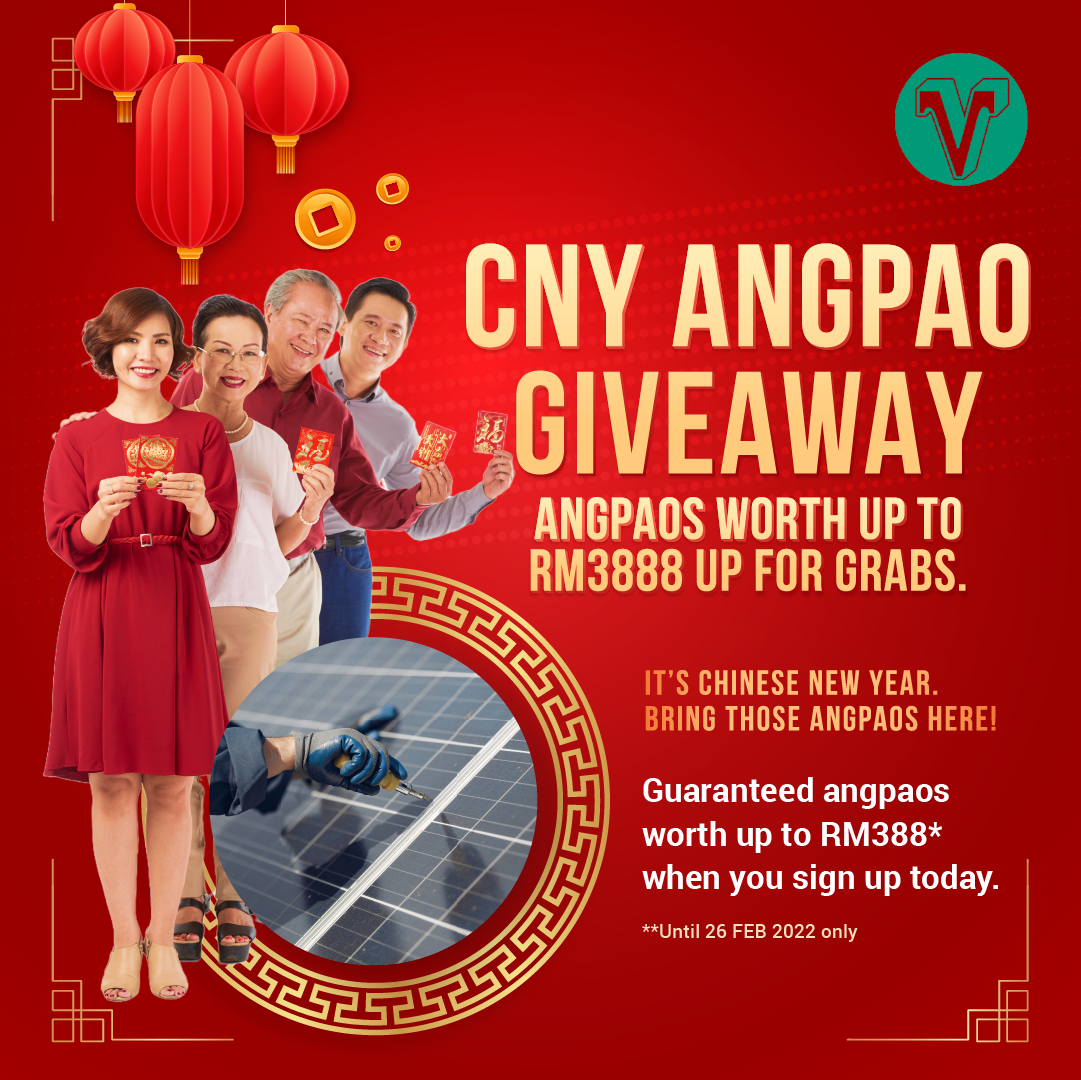 V
CNY ANGPAO
GIVEAWAY
ANGPAOS WORTH UP TO
RM3888 UP FOR GRABS.
IT'S CHINESE NEW YEAR.
BRING THOSE ANGPAOS HERE!
Guaranteed angpaos
worth up to RM388*
when you sign up today.
**Until 26 FEB 2022 only
福